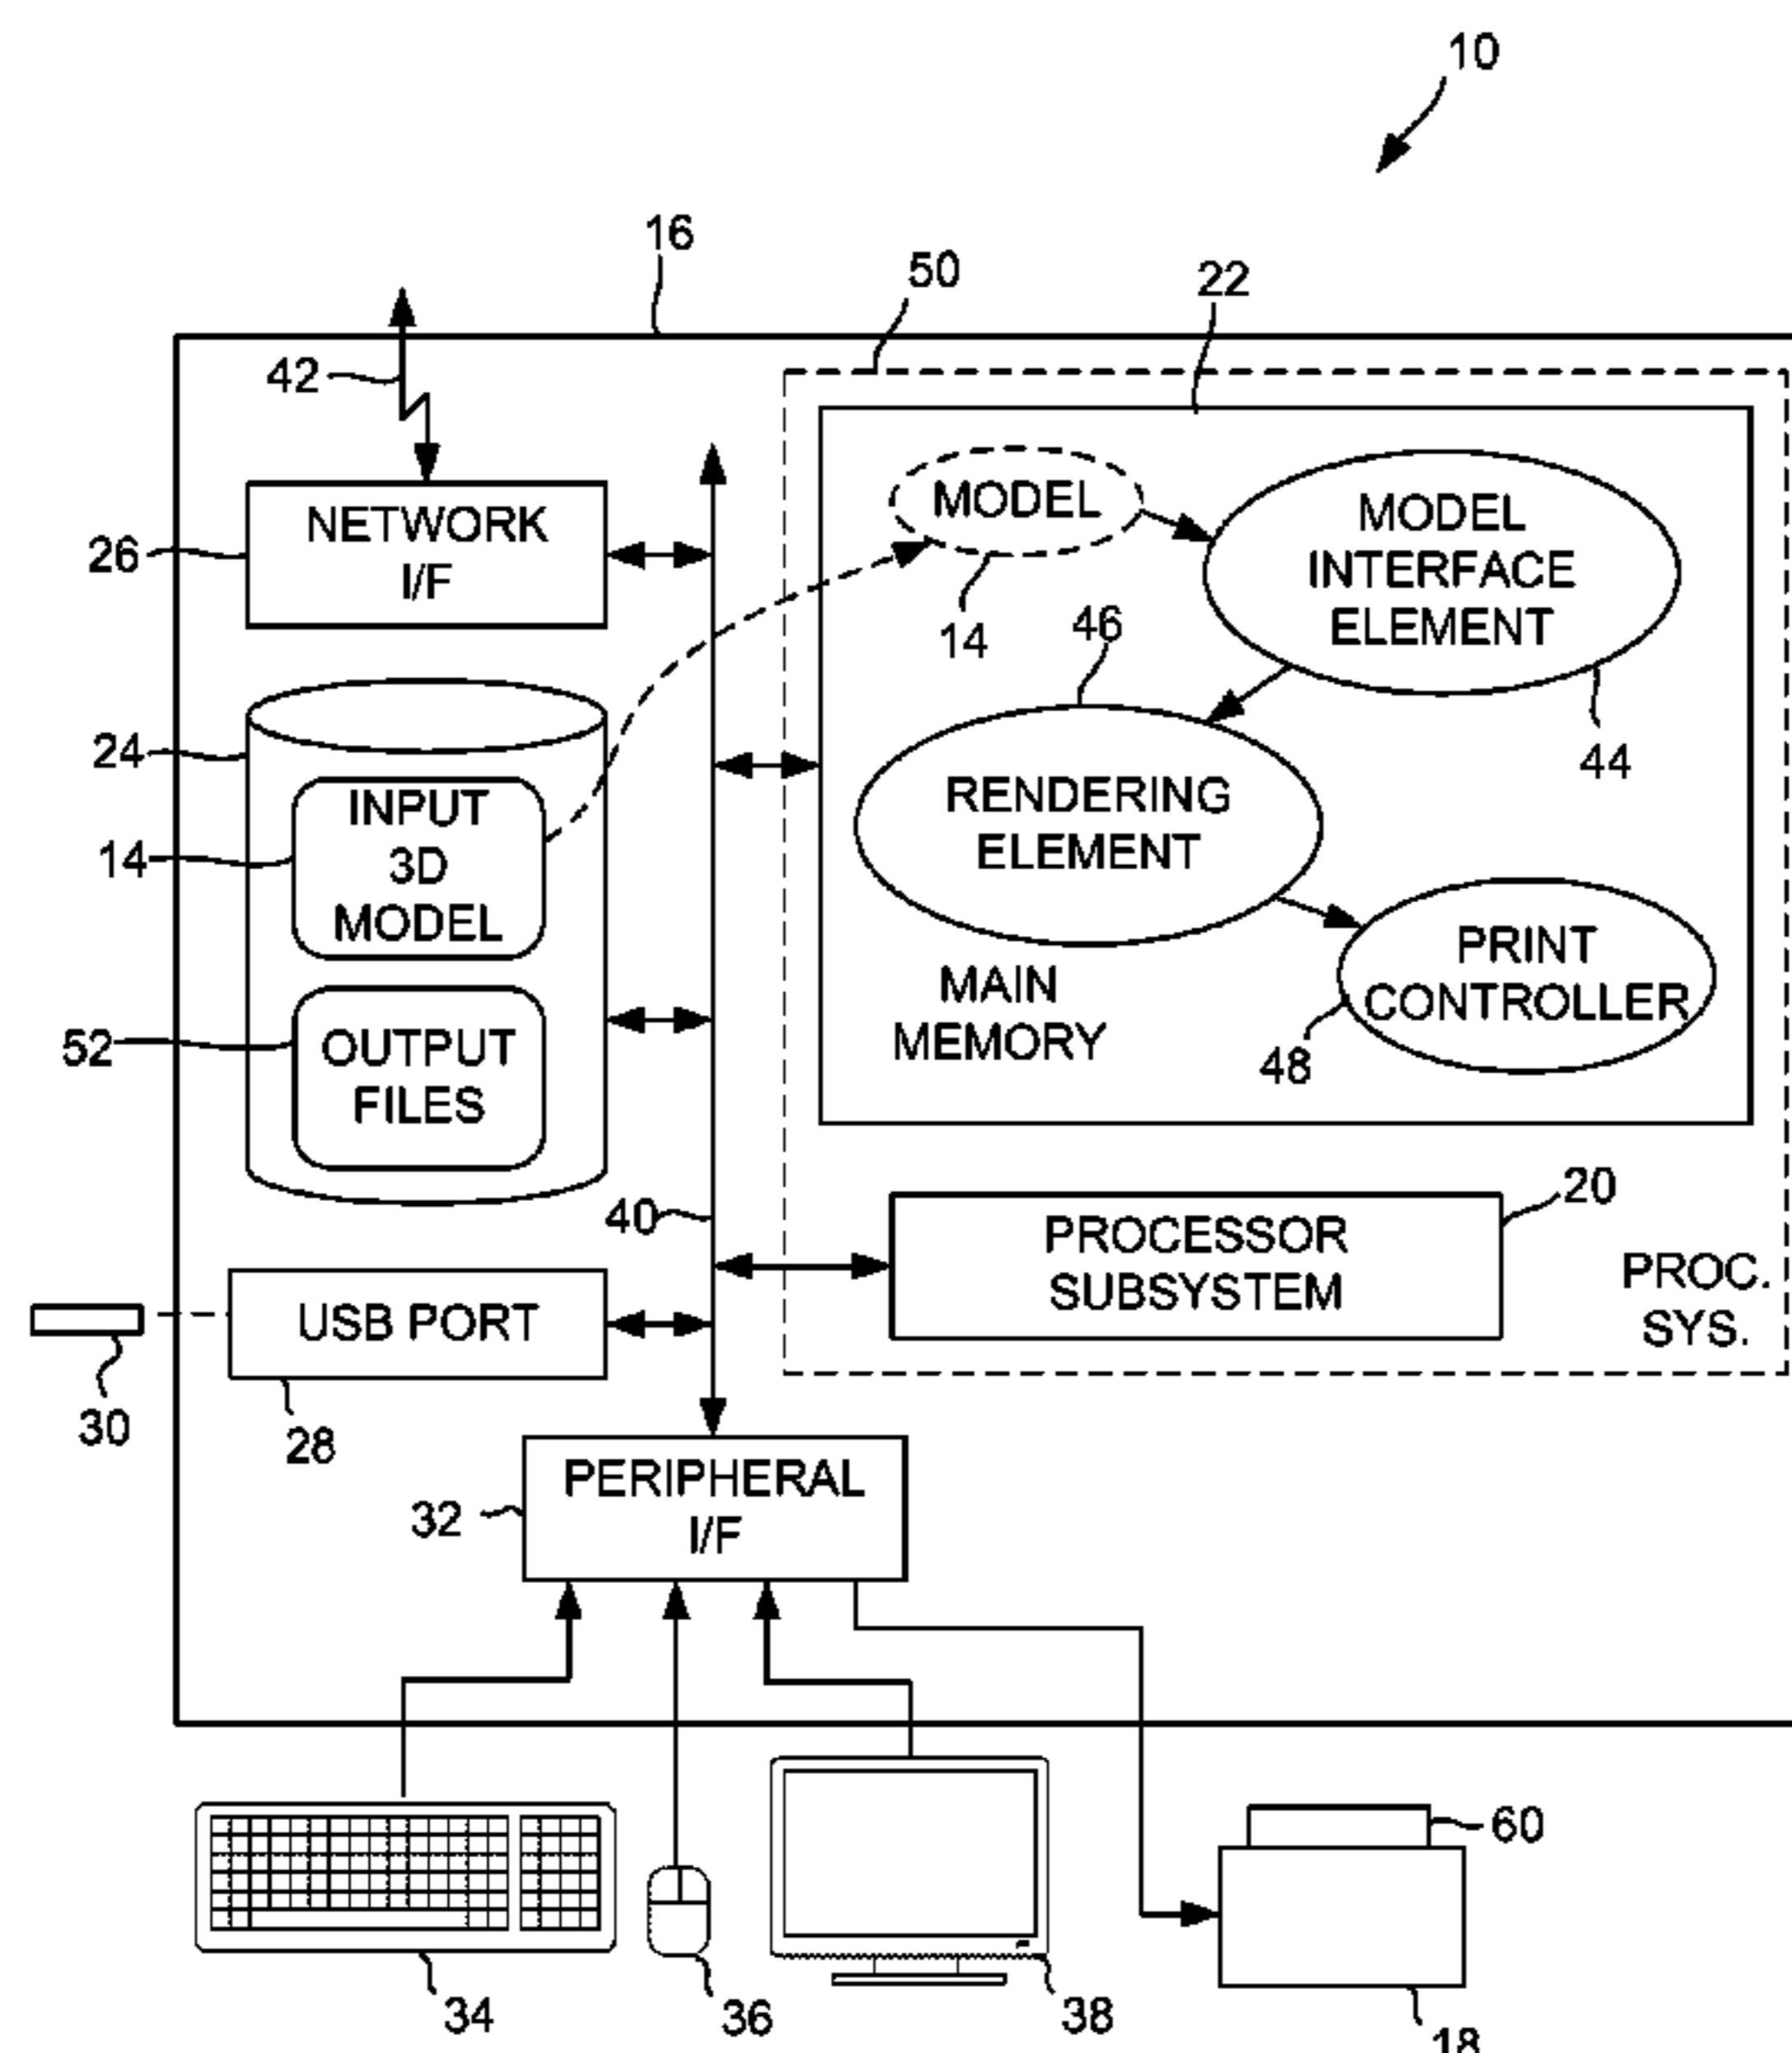 10
16
50
22
42
NETWORK
I/F
26
MODEL
14
MODEL
INTERFACE
ELEMENT
44
46
24
INPUT
3D
MODEL
14
RENDERING
ELEMENT
PRINT
CONTROLLER
48
MAIN
MEMORY
52
OUTPUT
FILES
40
20
PROCESSOR
SUBSYSTEM
PROC.
SYS.
USB PORT
30
28
PERIPHERAL
I/F
32
60
34
36
38
18